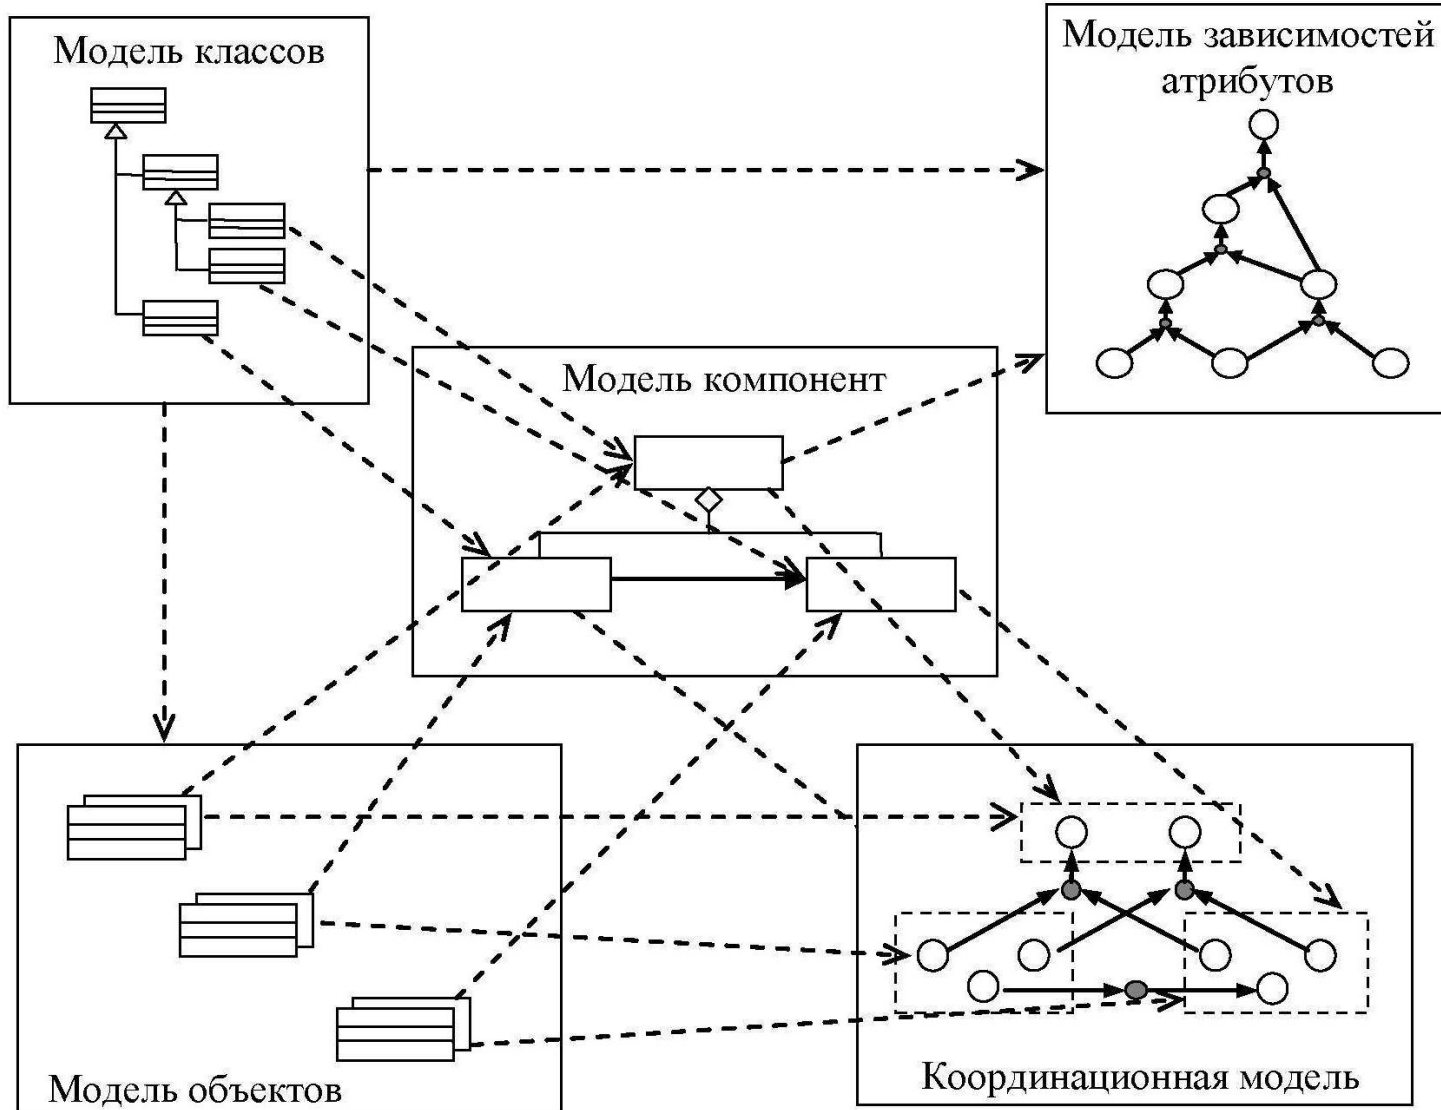 Модель классов
Модель зависимостей
атрибутов
Модель компонент
Модель объектов
Координационная модель